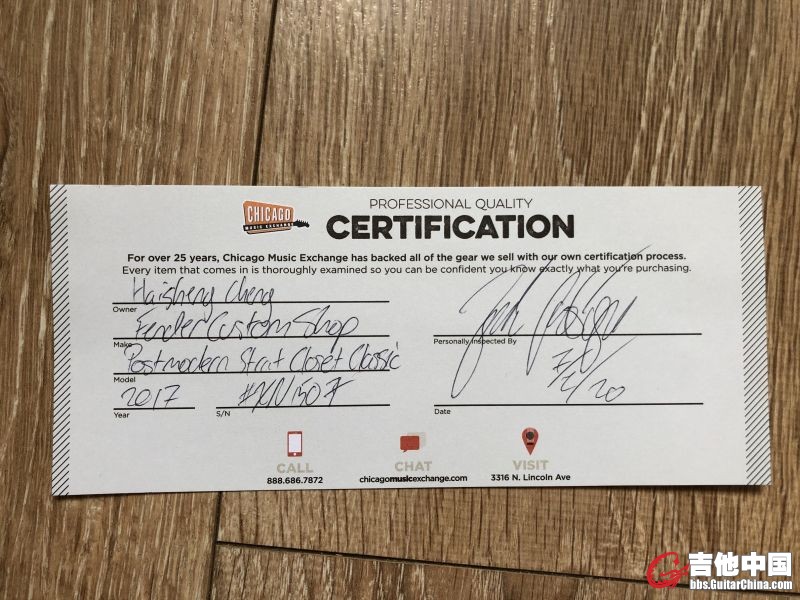 CHICAGO
MUSIC EXCHANGE
PROFESSIONAL QUALITY
CERTIFICATION
For over 25 years, Chicago Music Exchange has backed all of the gear we sell with our own certification process.
Every item that comes in is thoroughly examined so you can be confident you know exactly what you're purchasing.
Haisheng Cheng
Owner
Fender Custom Shop
Make
Personally Inspected By
Postmodern Strat Closet Classic
Model
2017 #XN1507
Year S/N
Date
CALL
888.686.7872
CHAT
chicagomusicexchange.com
VISIT
3316 N. Lincoln Ave
吉他中国
bbs.GuitarChina.com